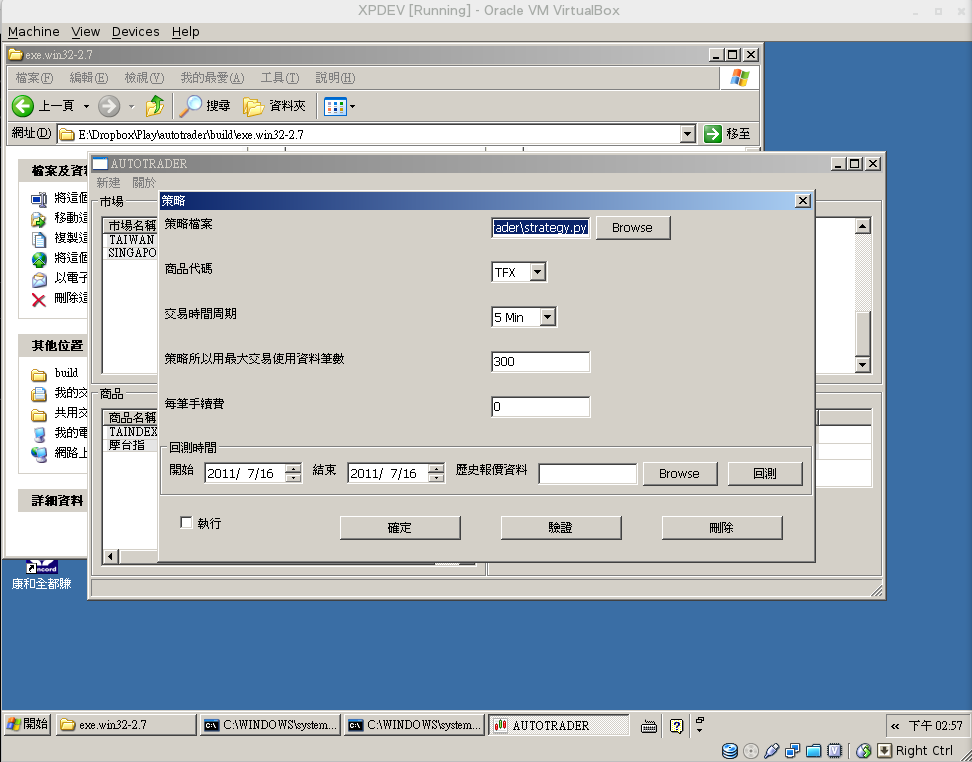 XPDEV [Running] - Oracle VM VirtualBox
Machine View Devices Help
exe.win32-2.7
檔案(F) 編輯(E) 檢視(V) 我的最愛(A) 工具(T) 說明(H)
上一頁 搜尋 資料夾
網址(D) E:\Dropbox\Play\autotrader\build\exe.win32-2.7 移至
檔案及資
將這個
移動這
複製這
將這個
以電子
刪除這
其他位置
build
我的文
共用文
我的電
網路上
詳細資料
AUTOTRADER
新建 關於
市場
市場名稱
TAIWAN
SINGAPO
商品
商品名稱
TAINDEX
摩台指
策略
策略檔案 ader\strategy.py Browse
商品代碼 TFX
交易時間周期 5 Min
策略所以用最大交易使用資料筆數 300
每筆手續費 0
回測時間
開始 2011/ 7/16 結束 2011/ 7/16 歷史報價資料 Browse 回測
執行 確定 驗證 刪除
ncord
康和全都賺
開始 exe.win32-2.7 C:\WINDOWS\system... C:\WINDOWS\system... AUTOTRADER « 下午 02:57
Right Ctrl